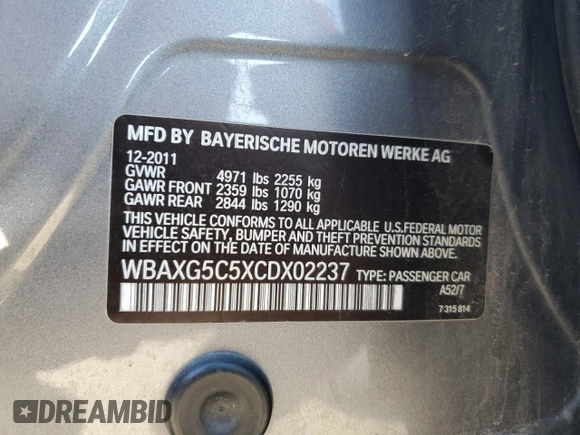 MFD BY BAYERISCHE MOTOREN WERKE AG
12-2011
GVWR 4971 lbs 2255 kg
GAWR FRONT 2359 lbs 1070 kg
GAWR REAR 2844 lbs 1290 kg
THIS VEHICLE CONFORMS TO ALL APPLICABLE U.S.FEDERAL MOTOR
VEHICLE SAFETY, BUMPER AND THEFT PREVENTION STANDARDS
IN EFFECT ON THE DATE OF MANUFACTURE SHOWN ABOVE.
WBAXG5C5XCDX02237 TYPE: PASSENGER CAR
A52/7
7 315 814
DREAMBID